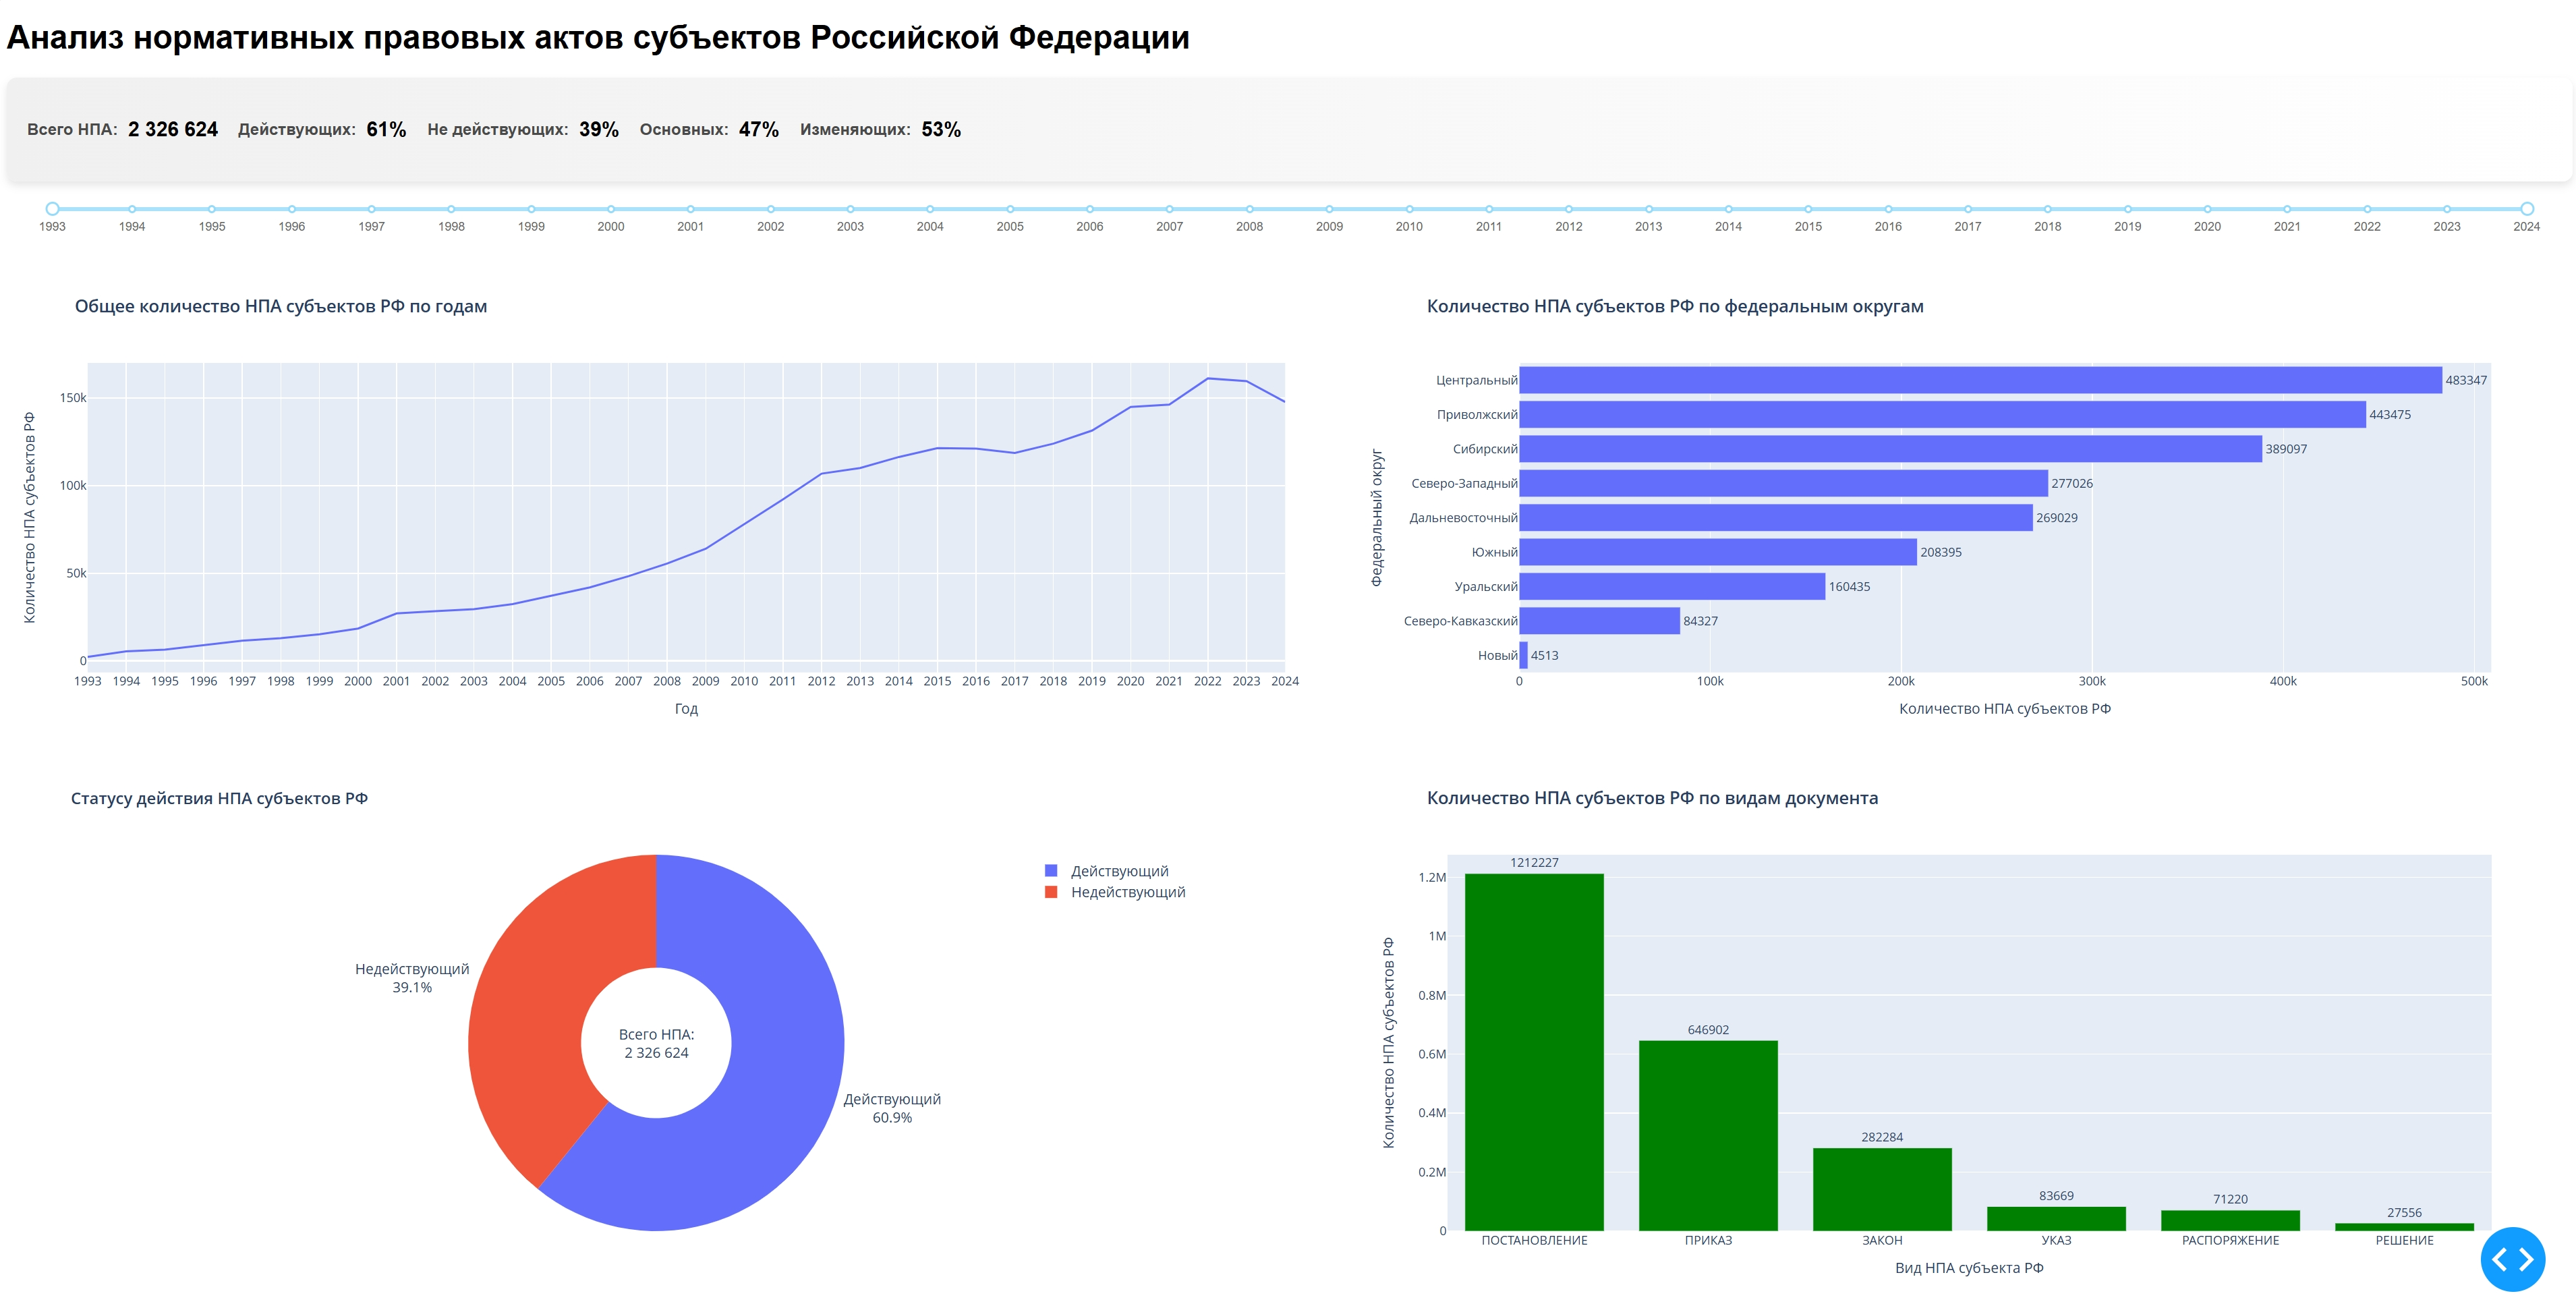 Анализ нормативных правовых актов субъектов Российской Федерации
Всего НПА: 2 326 624 Действующих: 61% Не действующих: 39% Основных: 47% Изменяющих: 53%
1993 1994 1995 1996 1997 1998 1999 2000 2001 2002 2003 2004 2005 2006 2007 2008 2009 2010 2011 2012 2013 2014 2015 2016 2017 2018 2019 2020 2021 2022 2023 2024
Общее количество НПА субъектов РФ по годам
Количество НПА субъектов РФ
150k
100k
50k
0
1993 1994 1995 1996 1997 1998 1999 2000 2001 2002 2003 2004 2005 2006 2007 2008 2009 2010 2011 2012 2013 2014 2015 2016 2017 2018 2019 2020 2021 2022 2023 2024
Год
Количество НПА субъектов РФ по федеральным округам
Федеральный округ
Центральный 483347
Приволжский 443475
Сибирский 389097
Северо-Западный 277026
Дальневосточный 269029
Южный 208395
Уральский 160435
Северо-Кавказский 84327
Новый 4513
0 100k 200k 300k 400k 500k
Количество НПА субъектов РФ
Статусу действия НПА субъектов РФ
Действующий
Недействующий
Недействующий
39.1%
Всего НПА:
2 326 624
Действующий
60.9%
Количество НПА субъектов РФ по видам документа
Количество НПА субъектов РФ
1.2M
1M
0.8M
0.6M
0.4M
0.2M
0
1212227
646902
282284
83669
71220
27556
ПОСТАНОВЛЕНИЕ ПРИКАЗ ЗАКОН УКАЗ РАСПОРЯЖЕНИЕ РЕШЕНИЕ
Вид НПА субъекта РФ